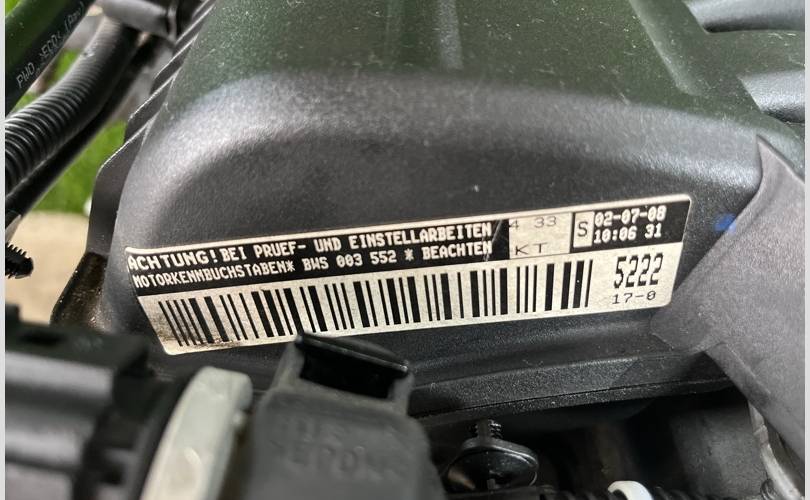 ACHTUNG! BEI PRUEF- UND EINSTELLARBEITEN
MOTORKENNBUCHSTABEN* BWS 003 552 * BEACHTEN
4 33
KT
S
02-07-08
10:06 31
5222
17-0